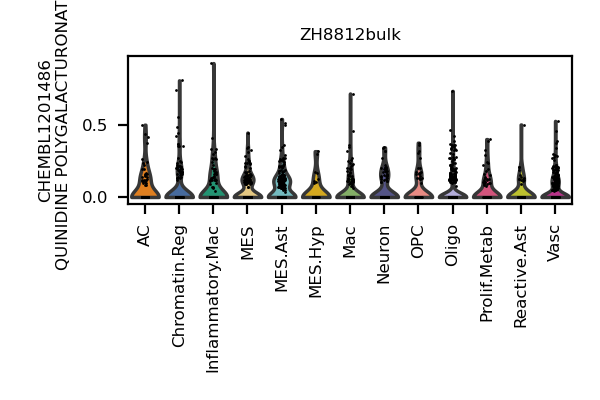 ZH8812bulk
CHEMBL1201486
QUINIDINE POLYGALACTURONAT
0.5
0.0
AC
Chromatin.Reg
Inflammatory.Mac
MES
MES.Ast
MES.Hyp
Mac
Neuron
OPC
Oligo
Prolif.Metab
Reactive.Ast
Vasc